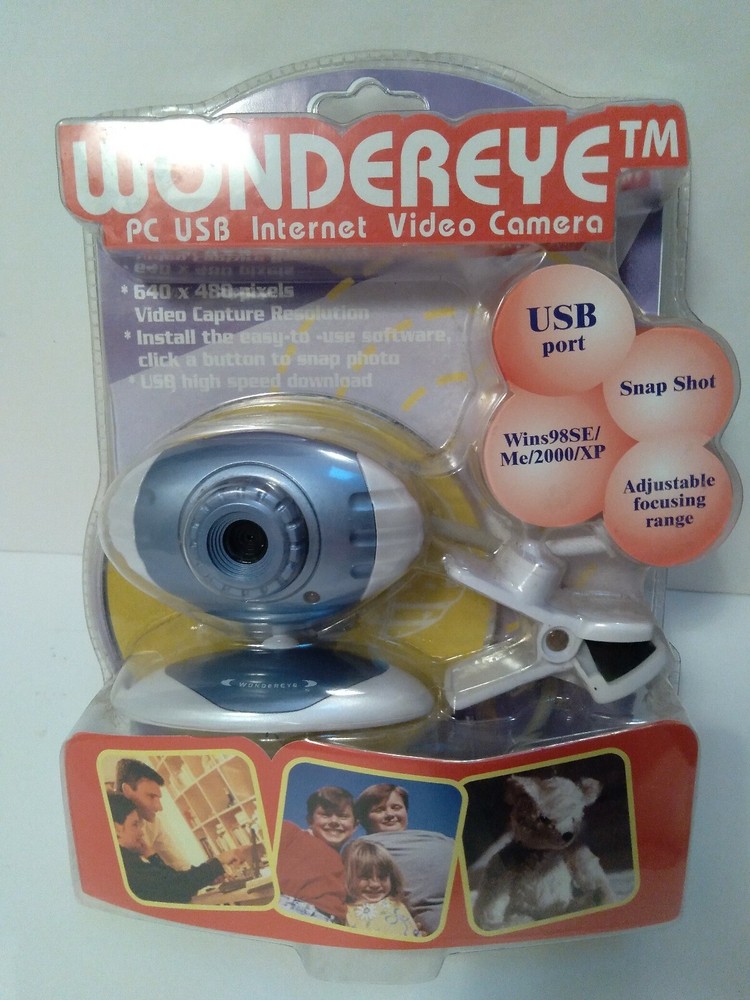 WONDEREYE™
PC USB Internet Video Camera
* 640 x 480 pixels
Video Capture Resolution
* Install the easy-to -use software,
click a button to snap photo
* USB high speed download
USB
port
Snap Shot
Wins98SE/
Me/2000/XP
Adjustable
focusing
range
WONDEREYE